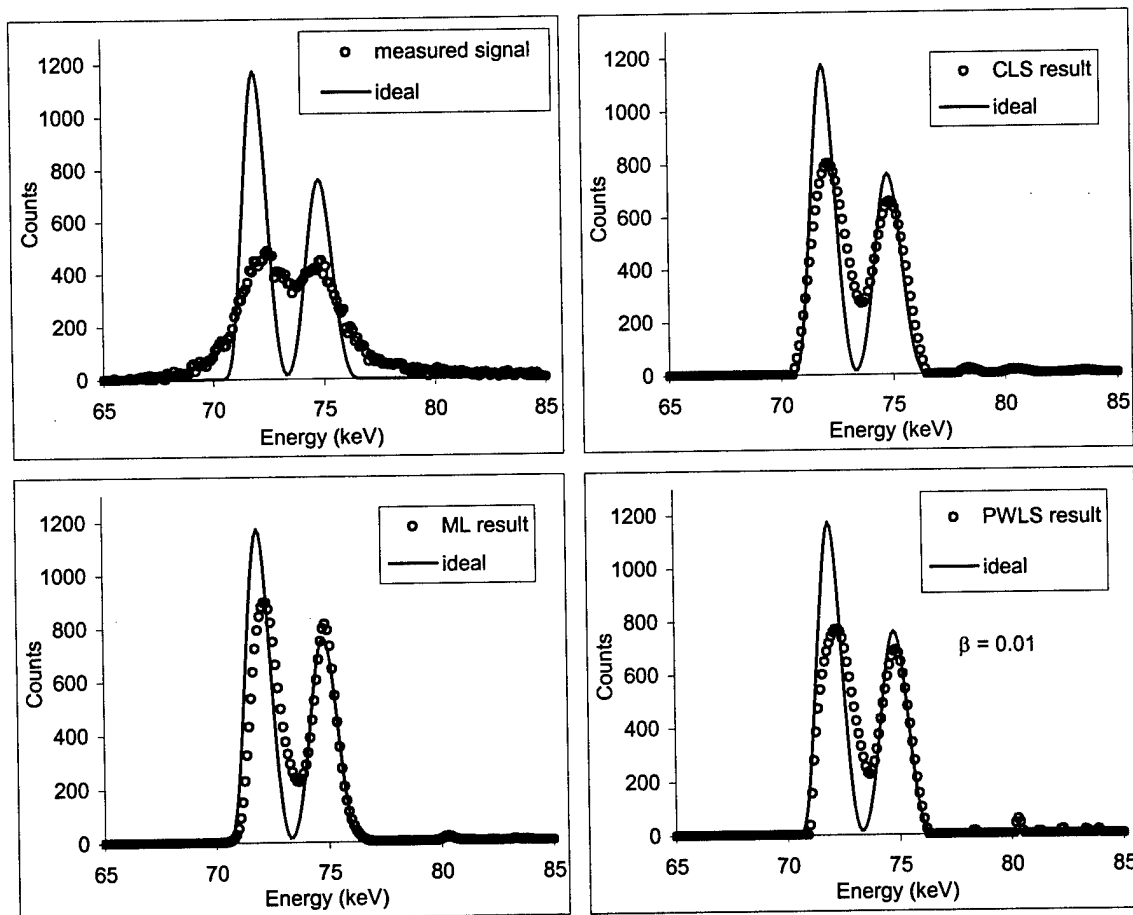 measured signal
ideal
1200
1000
800
600
400
200
0
Counts
65 70 75 80 85
Energy (keV)
CLS result
ideal
1200
1000
800
600
400
200
0
Counts
65 70 75 80 85
Energy (keV)
ML result
ideal
1200
1000
800
600
400
200
0
Counts
65 70 75 80 85
Energy (keV)
PWLS result
ideal
β = 0.01
1200
1000
800
600
400
200
0
Counts
65 70 75 80 85
Energy (keV)